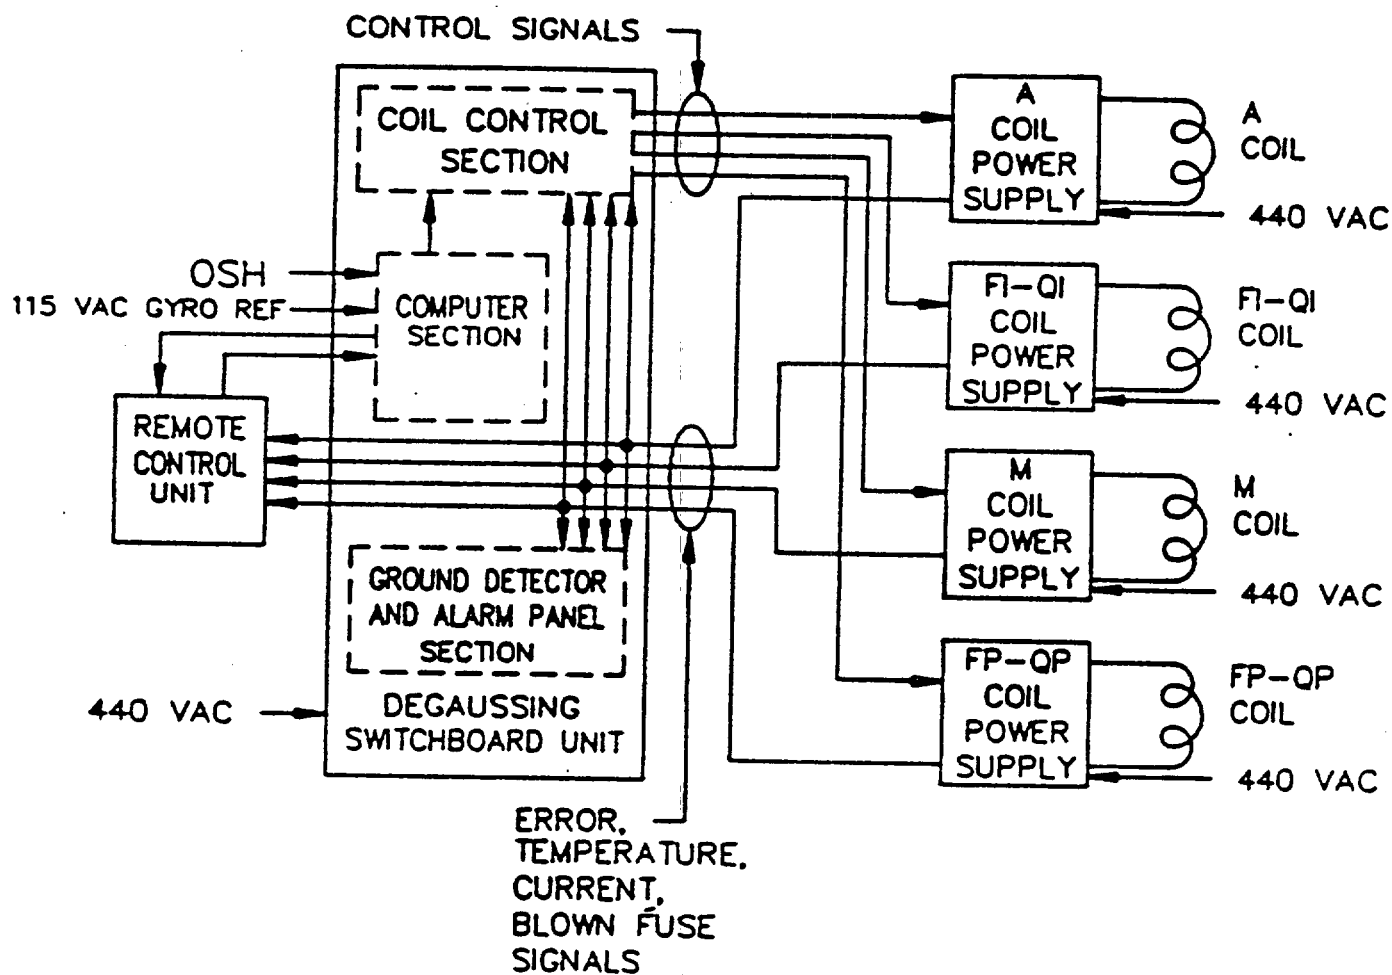 CONTROL SIGNALS
COIL CONTROL
SECTION
OSH
115 VAC GYRO REF
COMPUTER
SECTION
REMOTE
CONTROL
UNIT
GROUND DETECTOR
AND ALARM PANEL
SECTION
440 VAC
DEGAUSSING
SWITCHBOARD UNIT
ERROR,
TEMPERATURE,
CURRENT,
BLOWN FUSE
SIGNALS
A
COIL
POWER
SUPPLY
A
COIL
440 VAC
FI-QI
COIL
POWER
SUPPLY
FI-QI
COIL
440 VAC
M
COIL
POWER
SUPPLY
M
COIL
440 VAC
FP-QP
COIL
POWER
SUPPLY
FP-QP
COIL
440 VAC